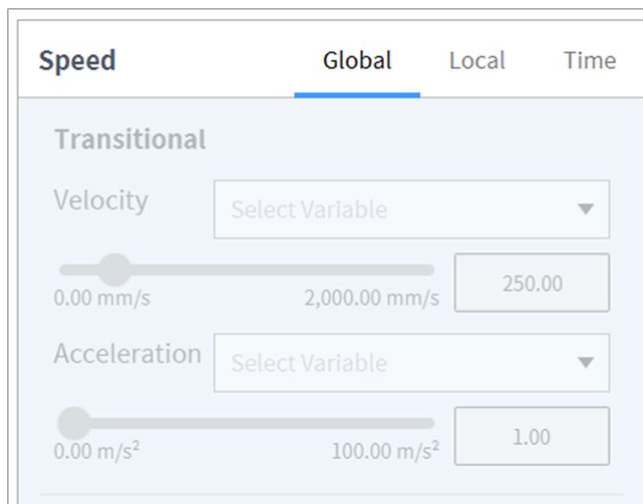 Speed Global Local Time
Transitional
Velocity Select Variable
250.00
0.00 mm/s 2,000.00 mm/s
Acceleration Select Variable
1.00
0.00 m/s² 100.00 m/s²